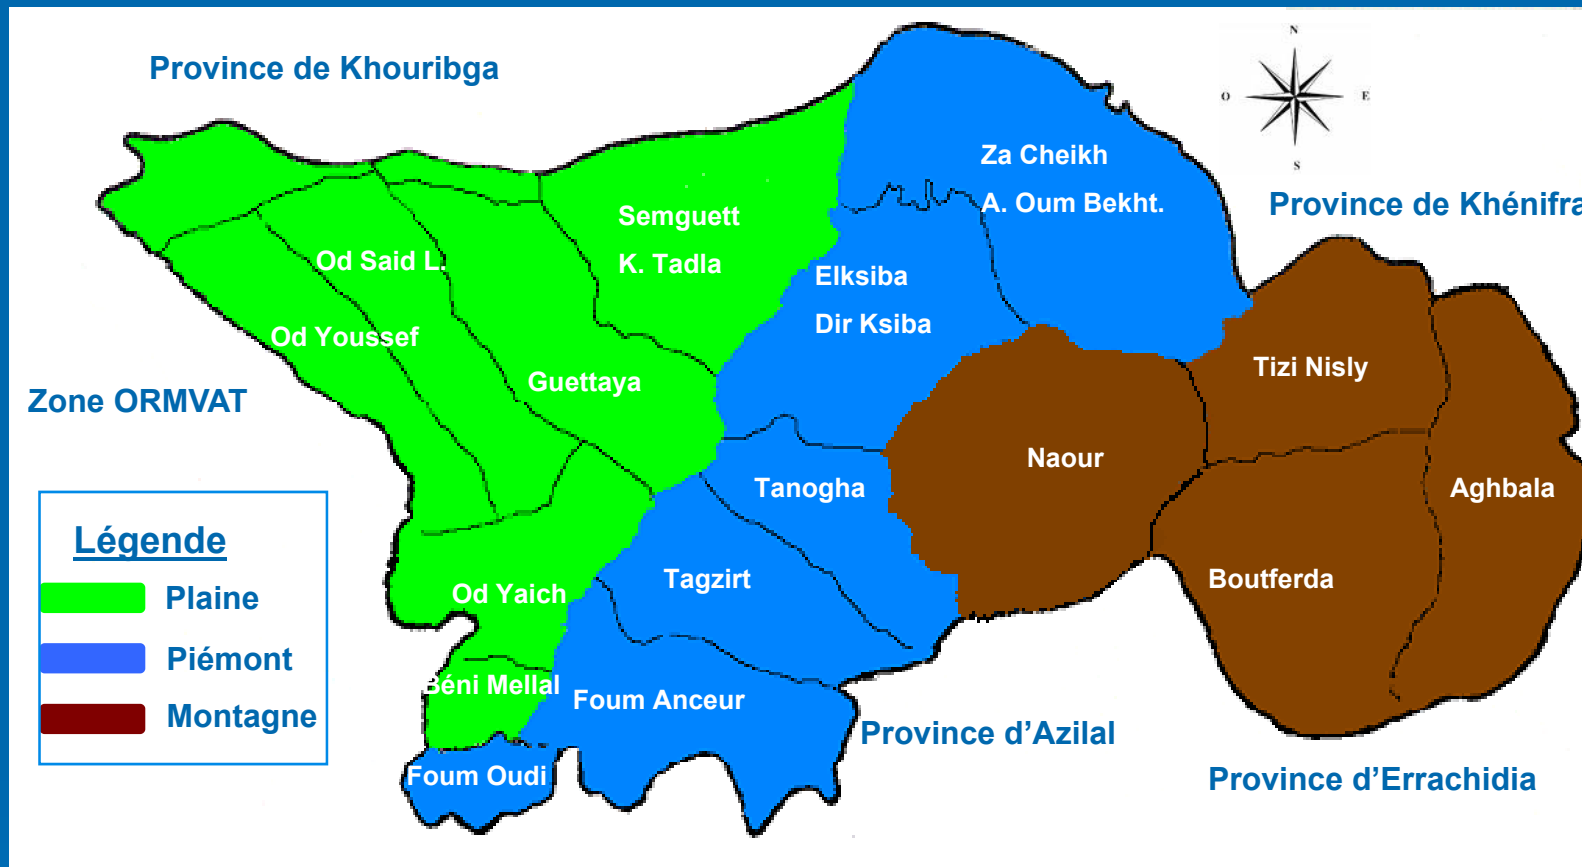 Province de Khouribga
N
O
E
S
Za Cheikh
A. Oum Bekht.
Province de Khénifra
Semguett
K. Tadla
Od Said L.
Elksiba
Dir Ksiba
Od Youssef
Guettaya
Tizi Nisly
Zone ORMVAT
Naour
Tanogha
Aghbala
Légende
Plaine
Piémont
Montagne
Od Yaich
Tagzirt
Boutferda
Béni Mellal
Foum Anceur
Province d’Azilal
Foum Oudi
Province d’Errachidia